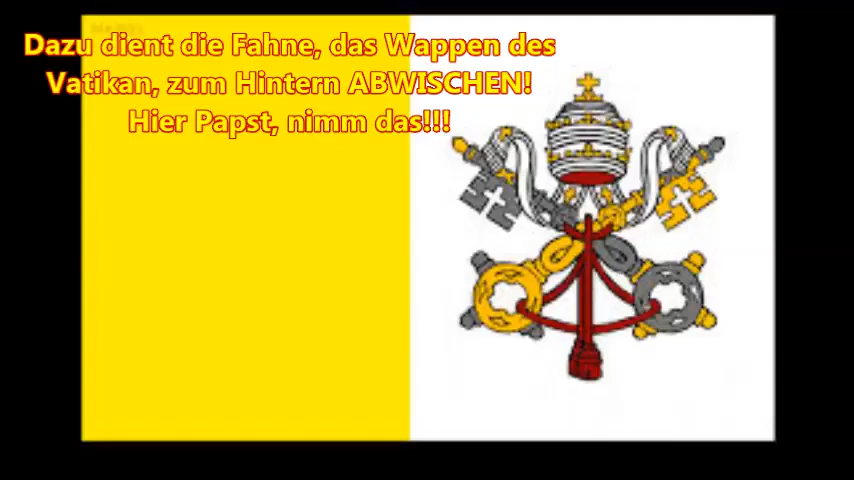 Dazu dient die Fahne, das Wappen des
Vatikan, zum Hintern ABWISCHEN!
Hier Papst, nimm das!!!